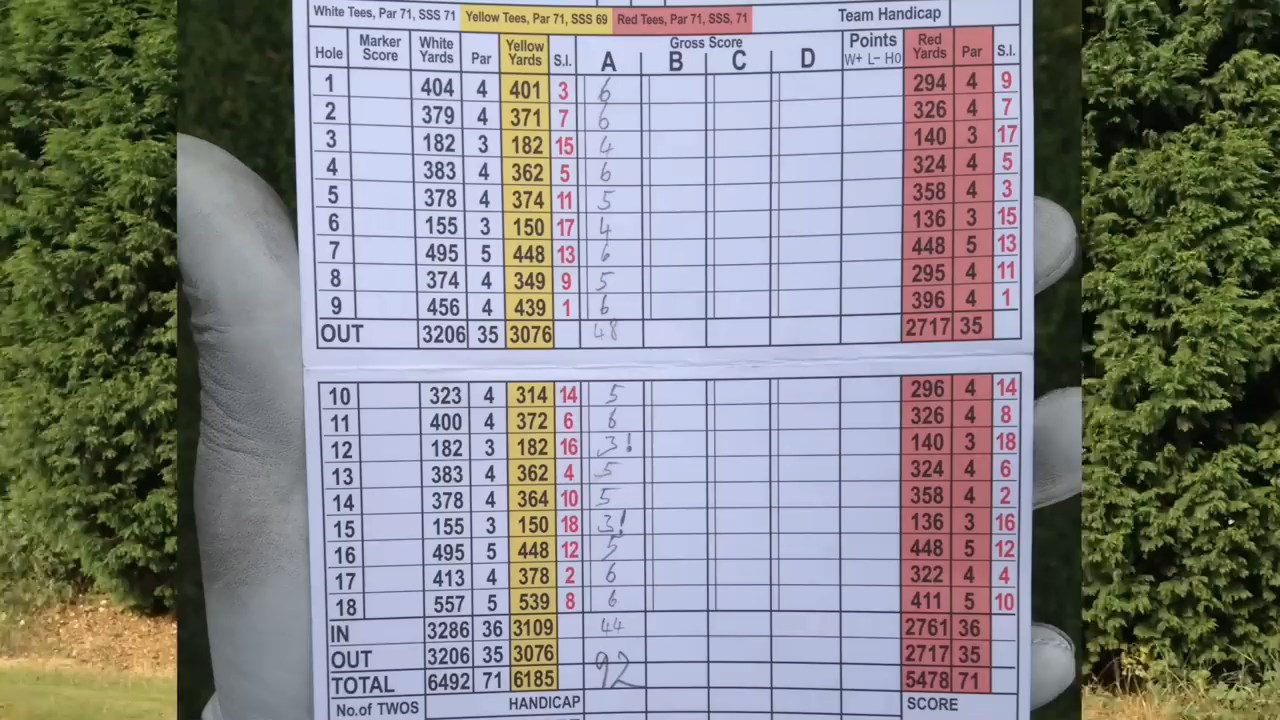 White Tees, Par 71, SSS 71 Yellow Tees, Par 71, SSS 69 Red Tees, Par 71, SSS, 71 Team Handicap
Hole Marker Score White Yards Par Yellow Yards S.I. Gross Score A B C D Points W+ L– H0 Red Yards Par S.I.
1 404 4 401 3 6 294 4 9
2 379 4 371 7 6 326 4 7
3 182 3 182 15 4 140 3 17
4 383 4 362 5 6 324 4 5
5 378 4 374 11 5 358 4 3
6 155 3 150 17 4 136 3 15
7 495 5 448 13 6 448 5 13
8 374 4 349 9 5 295 4 11
9 456 4 439 1 6 396 4 1
OUT 3206 35 3076 48 2717 35
10 323 4 314 14 5 296 4 14
11 400 4 372 6 6 326 4 8
12 182 3 182 16 3! 140 3 18
13 383 4 362 4 5 324 4 6
14 378 4 364 10 5 358 4 2
15 155 3 150 18 3! 136 3 16
16 495 5 448 12 5 448 5 12
17 413 4 378 2 6 322 4 4
18 557 5 539 8 6 411 5 10
IN 3286 36 3109 44 2761 36
OUT 3206 35 3076 2717 35
TOTAL 6492 71 6185 92 5478 71
No. of TWOS HANDICAP SCORE